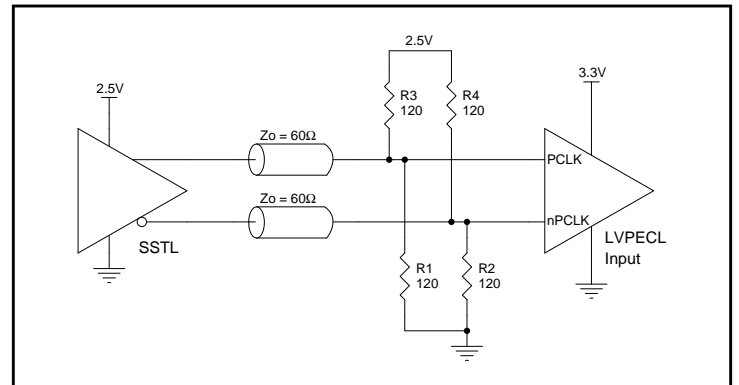 2.5V
3.3V
2.5V
R3
120
R4
120
Zo = 60Ω
PCLK
Zo = 60Ω
nPCLK
SSTL
LVPECL
Input
R1
120
R2
120